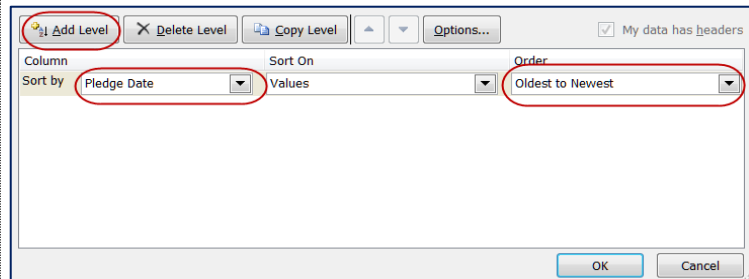 Add Level Delete Level Copy Level Options... My data has headers
Column Sort On Order
Sort by Pledge Date Values Oldest to Newest
OK Cancel